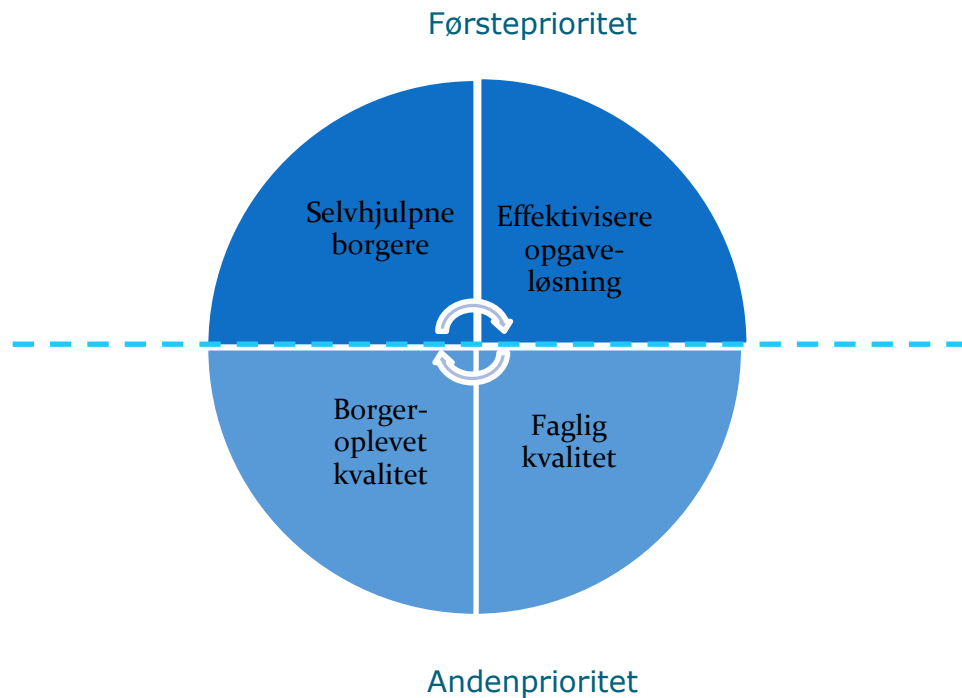 Førsteprioritet
Selvhjulpne
borgere
Effektivisere
opgave-
løsning
Borger-
oplevet
kvalitet
Faglig
kvalitet
Andenprioritet